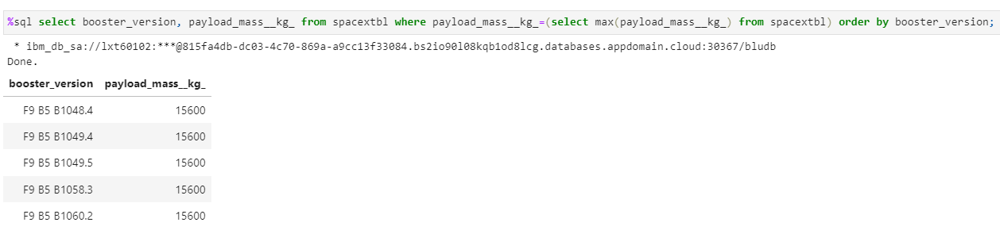 %sql select booster_version, payload_mass__kg_ from spacextbl where payload_mass__kg_=(select max(payload_mass__kg_) from spacextbl) order by booster_version;
* ibm_db_sa://lxt60102:***@815fa4db-dc03-4c70-869a-a9cc13f33084.bs2io90l08kqb1od8lcg.databases.appdomain.cloud:30367/bludb
Done.
booster_version payload_mass__kg_
F9 B5 B1048.4 15600
F9 B5 B1049.4 15600
F9 B5 B1049.5 15600
F9 B5 B1058.3 15600
F9 B5 B1060.2 15600